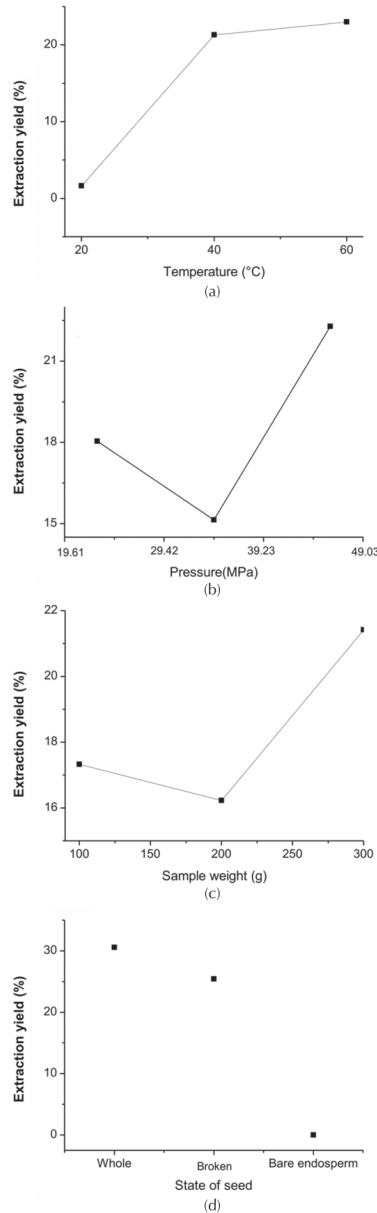 20
10
0
Extraction yield (%)
20 40 60
Temperature (°C)
(a)
21
18
15
Extraction yield (%)
19.61 29.42 39.23 49.03
Pressure(MPa)
(b)
22
20
18
16
Extraction yield (%)
100 150 200 250 300
Sample weight (g)
(c)
30
20
10
0
Extraction yield (%)
Whole Broken Bare endosperm
State of seed
(d)